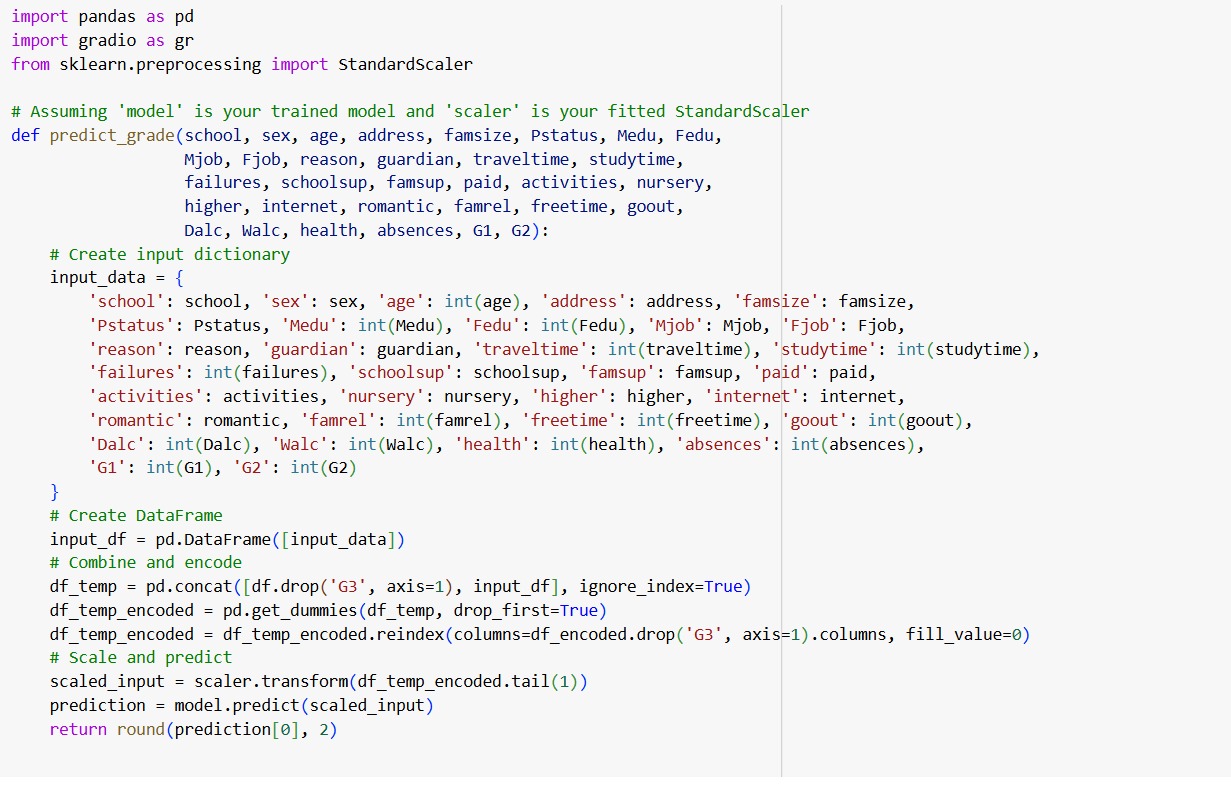 import pandas as pd
import gradio as gr
from sklearn.preprocessing import StandardScaler

# Assuming 'model' is your trained model and 'scaler' is your fitted StandardScaler
def predict_grade(school, sex, age, address, famsize, Pstatus, Medu, Fedu,
                  Mjob, Fjob, reason, guardian, traveltime, studytime,
                  failures, schoolsup, famsup, paid, activities, nursery,
                  higher, internet, romantic, famrel, freetime, goout,
                  Dalc, Walc, health, absences, G1, G2):
    # Create input dictionary
    input_data = {
        'school': school, 'sex': sex, 'age': int(age), 'address': address, 'famsize': famsize,
        'Pstatus': Pstatus, 'Medu': int(Medu), 'Fedu': int(Fedu), 'Mjob': Mjob, 'Fjob': Fjob,
        'reason': reason, 'guardian': guardian, 'traveltime': int(traveltime), 'studytime': int(studytime),
        'failures': int(failures), 'schoolsup': schoolsup, 'famsup': famsup, 'paid': paid,
        'activities': activities, 'nursery': nursery, 'higher': higher, 'internet': internet,
        'romantic': romantic, 'famrel': int(famrel), 'freetime': int(freetime), 'goout': int(goout),
        'Dalc': int(Dalc), 'Walc': int(Walc), 'health': int(health), 'absences': int(absences),
        'G1': int(G1), 'G2': int(G2)
    }
    # Create DataFrame
    input_df = pd.DataFrame([input_data])
    # Combine and encode
    df_temp = pd.concat([df.drop('G3', axis=1), input_df], ignore_index=True)
    df_temp_encoded = pd.get_dummies(df_temp, drop_first=True)
    df_temp_encoded = df_temp_encoded.reindex(columns=df_encoded.drop('G3', axis=1).columns, fill_value=0)
    # Scale and predict
    scaled_input = scaler.transform(df_temp_encoded.tail(1))
    prediction = model.predict(scaled_input)
    return round(prediction[0], 2)